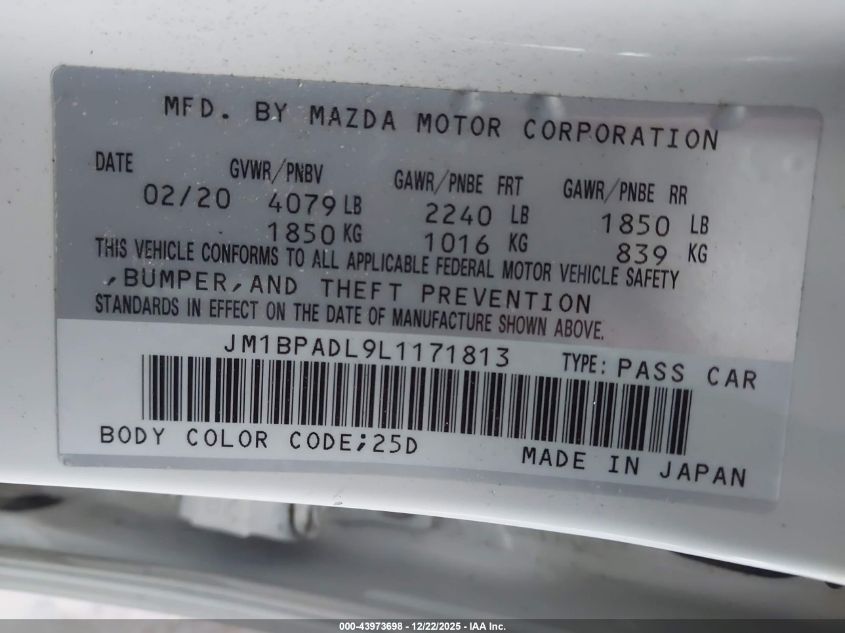 MFD. BY MAZDA MOTOR CORPORATION
DATE GVWR/PNBV GAWR/PNBE FRT GAWR/PNBE RR
02/20 4079 LB 2240 LB 1850 LB
1850 KG 1016 KG 839 KG
THIS VEHICLE CONFORMS TO ALL APPLICABLE FEDERAL MOTOR VEHICLE SAFETY
,BUMPER,AND THEFT PREVENTION
STANDARDS IN EFFECT ON THE DATE OF MANUFACTURE SHOWN ABOVE.
JM1BPADL9L1171813 TYPE: PASS CAR
BODY COLOR CODE;25D MADE IN JAPAN
000-43973698 - 12/22/2025 - IAA Inc.